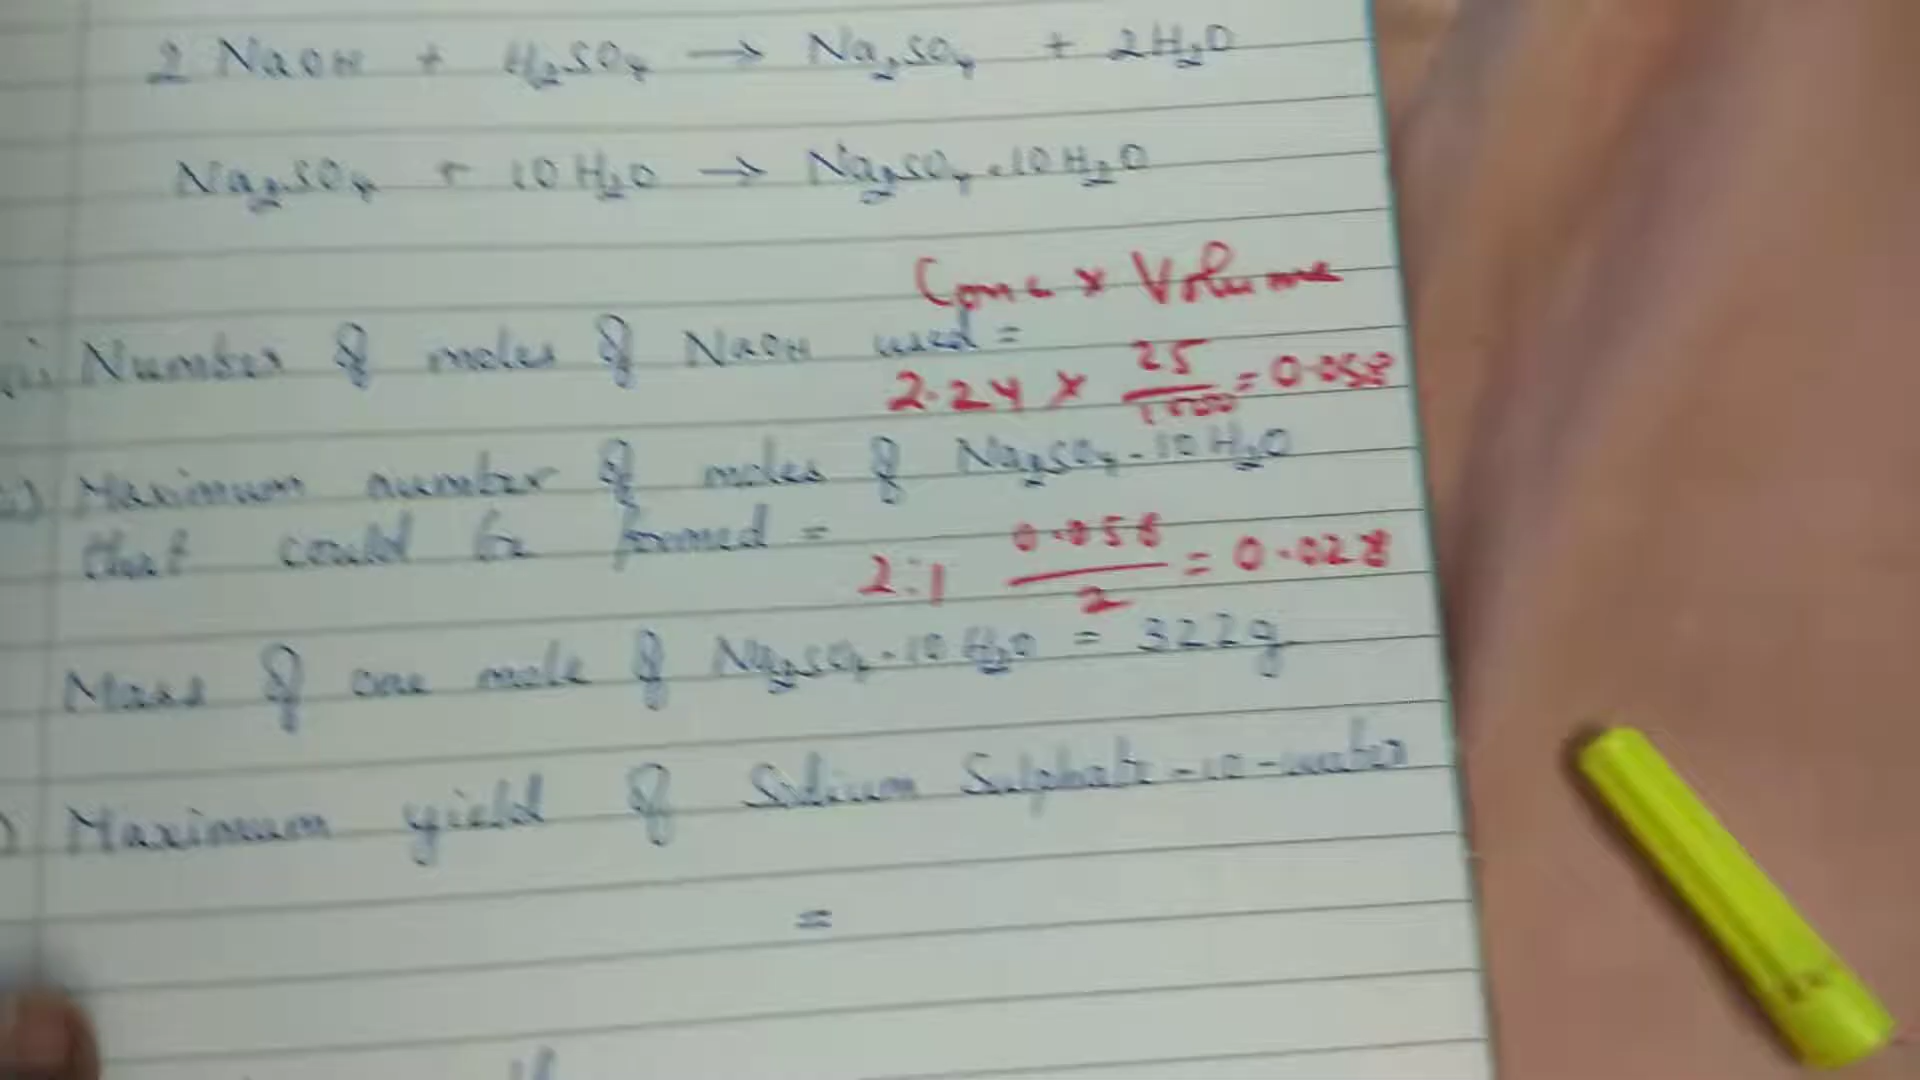 2 NaOH + H₂SO₄ → Na₂SO₄ + 2H₂O
Na₂SO₄ + 10 H₂O → Na₂SO₄.10H₂O
Conc x Volume
Number of moles of NaOH used =
2.24 x 25/1000 = 0.058
Maximum number of moles of Na₂SO₄.10H₂O
that could be formed =
2:1 0.058/2 = 0.028
Mass of one mole of Na₂SO₄.10H₂O = 322g
) Maximum yield of Sodium Sulphate-10-water
=